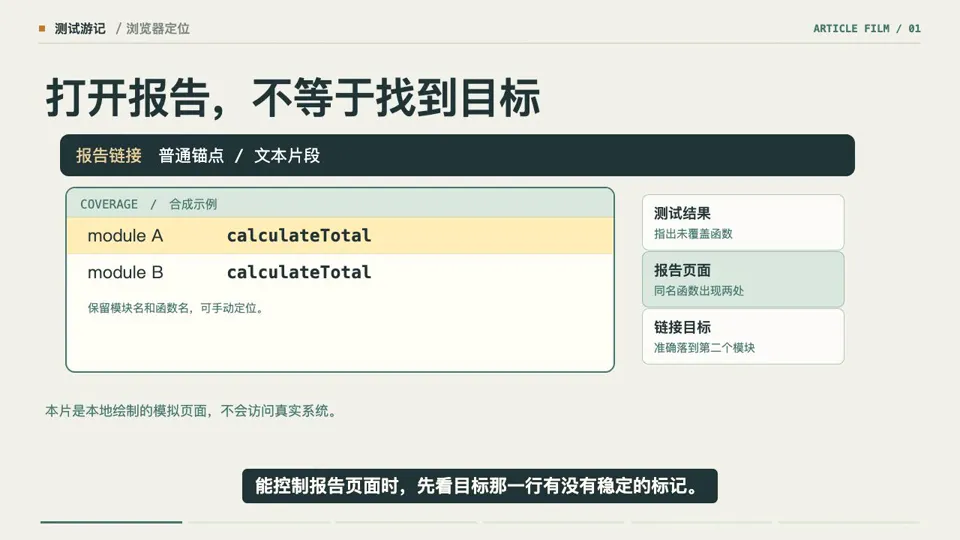 测试游记 / 浏览器定位
ARTICLE FILM / 01
打开报告，不等于找到目标
报告链接 普通锚点 / 文本片段
COVERAGE / 合成示例
module A calculateTotal
module B calculateTotal
保留模块名和函数名，可手动定位。
测试结果
指出未覆盖函数
报告页面
同名函数出现两处
链接目标
准确落到第二个模块
本片是本地绘制的模拟页面，不会访问真实系统。
能控制报告页面时，先看目标那一行有没有稳定的标记。